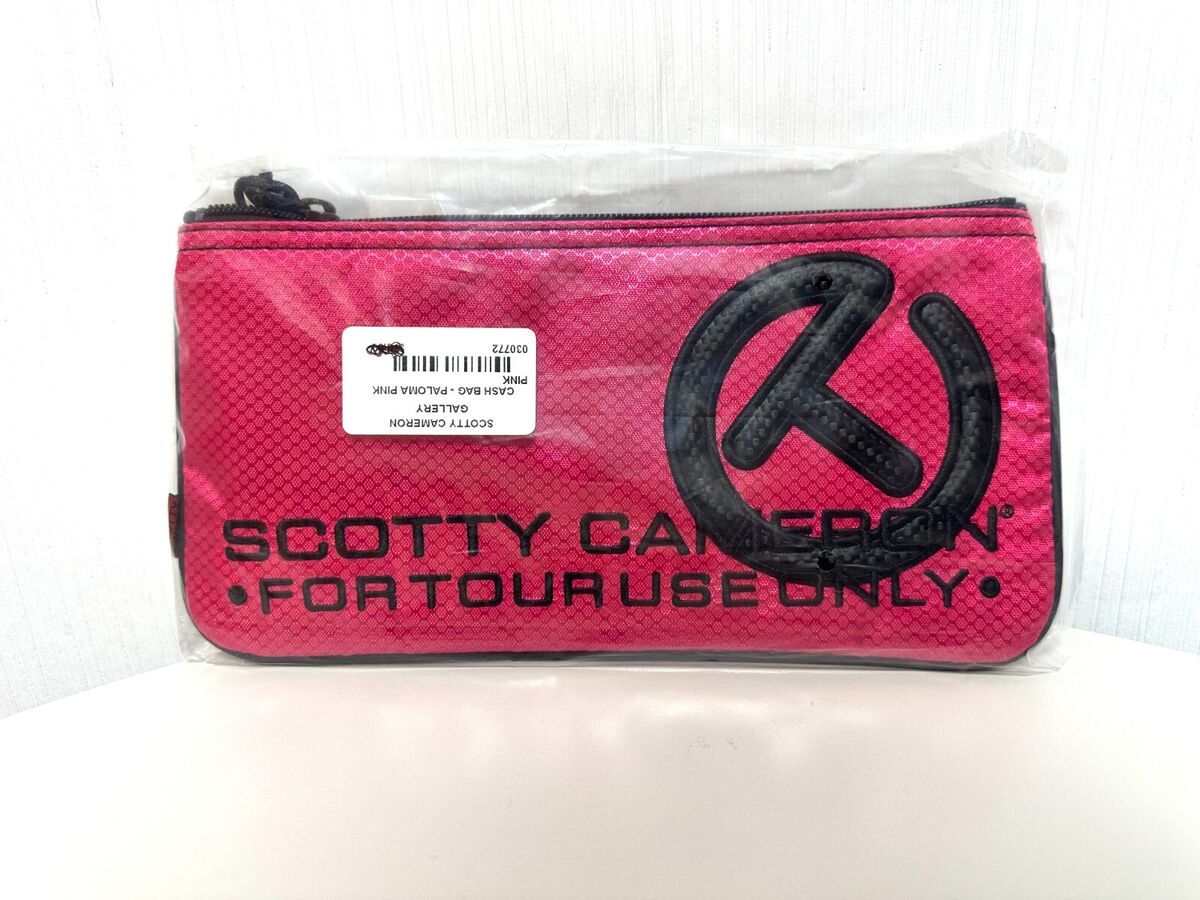 SCOTTY CAMERON
GALLERY
CASH BAG - PALOMA PINK
PINK
030772
SCOTTY CAMERON®
• FOR TOUR USE ONLY •